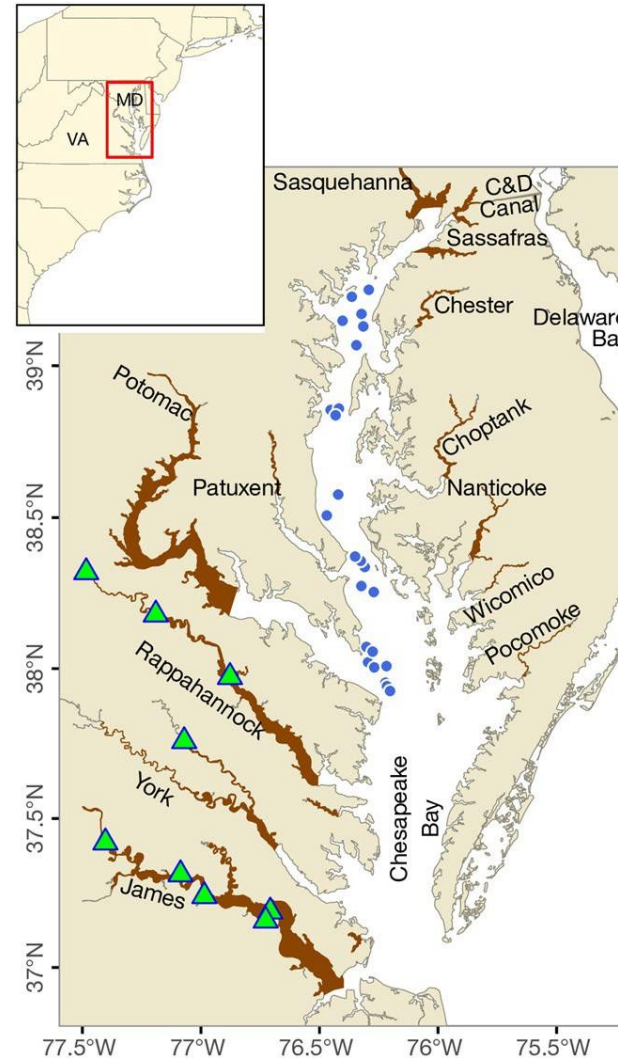 MD
VA
Sasquehanna
C&D
Canal
Sassafras
Chester
Delaware
Ba
39°N
Potomac
Choptank
Patuxent
Nanticoke
38.5°N
Wicomico
Pocomoke
38°N
Rappahannock
Chesapeake
Bay
37.5°N
York
James
37°N
77.5°W
77°W
76.5°W
76°W
75.5°W